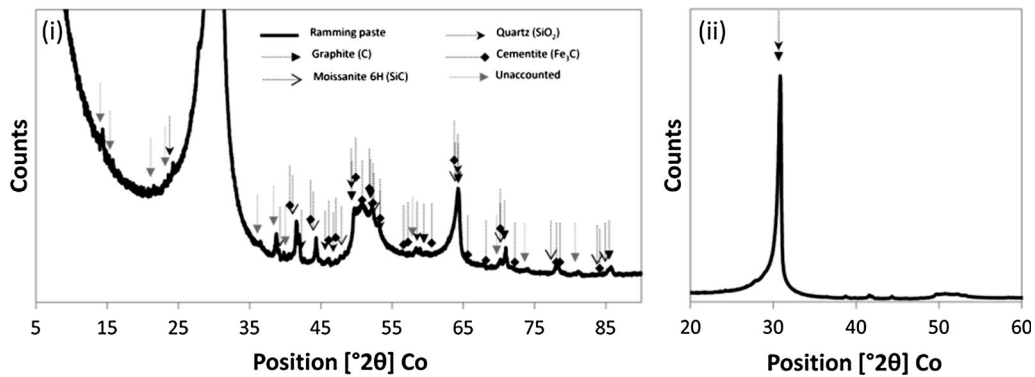 (i)
Ramming paste
Quartz (SiO₂)
Graphite (C)
Cementite (Fe₃C)
Moissanite 6H (SiC)
Unaccounted
Counts
5 15 25 35 45 55 65 75 85
Position [°2θ] Co
(ii)
Counts
20 30 40 50 60
Position [°2θ] Co